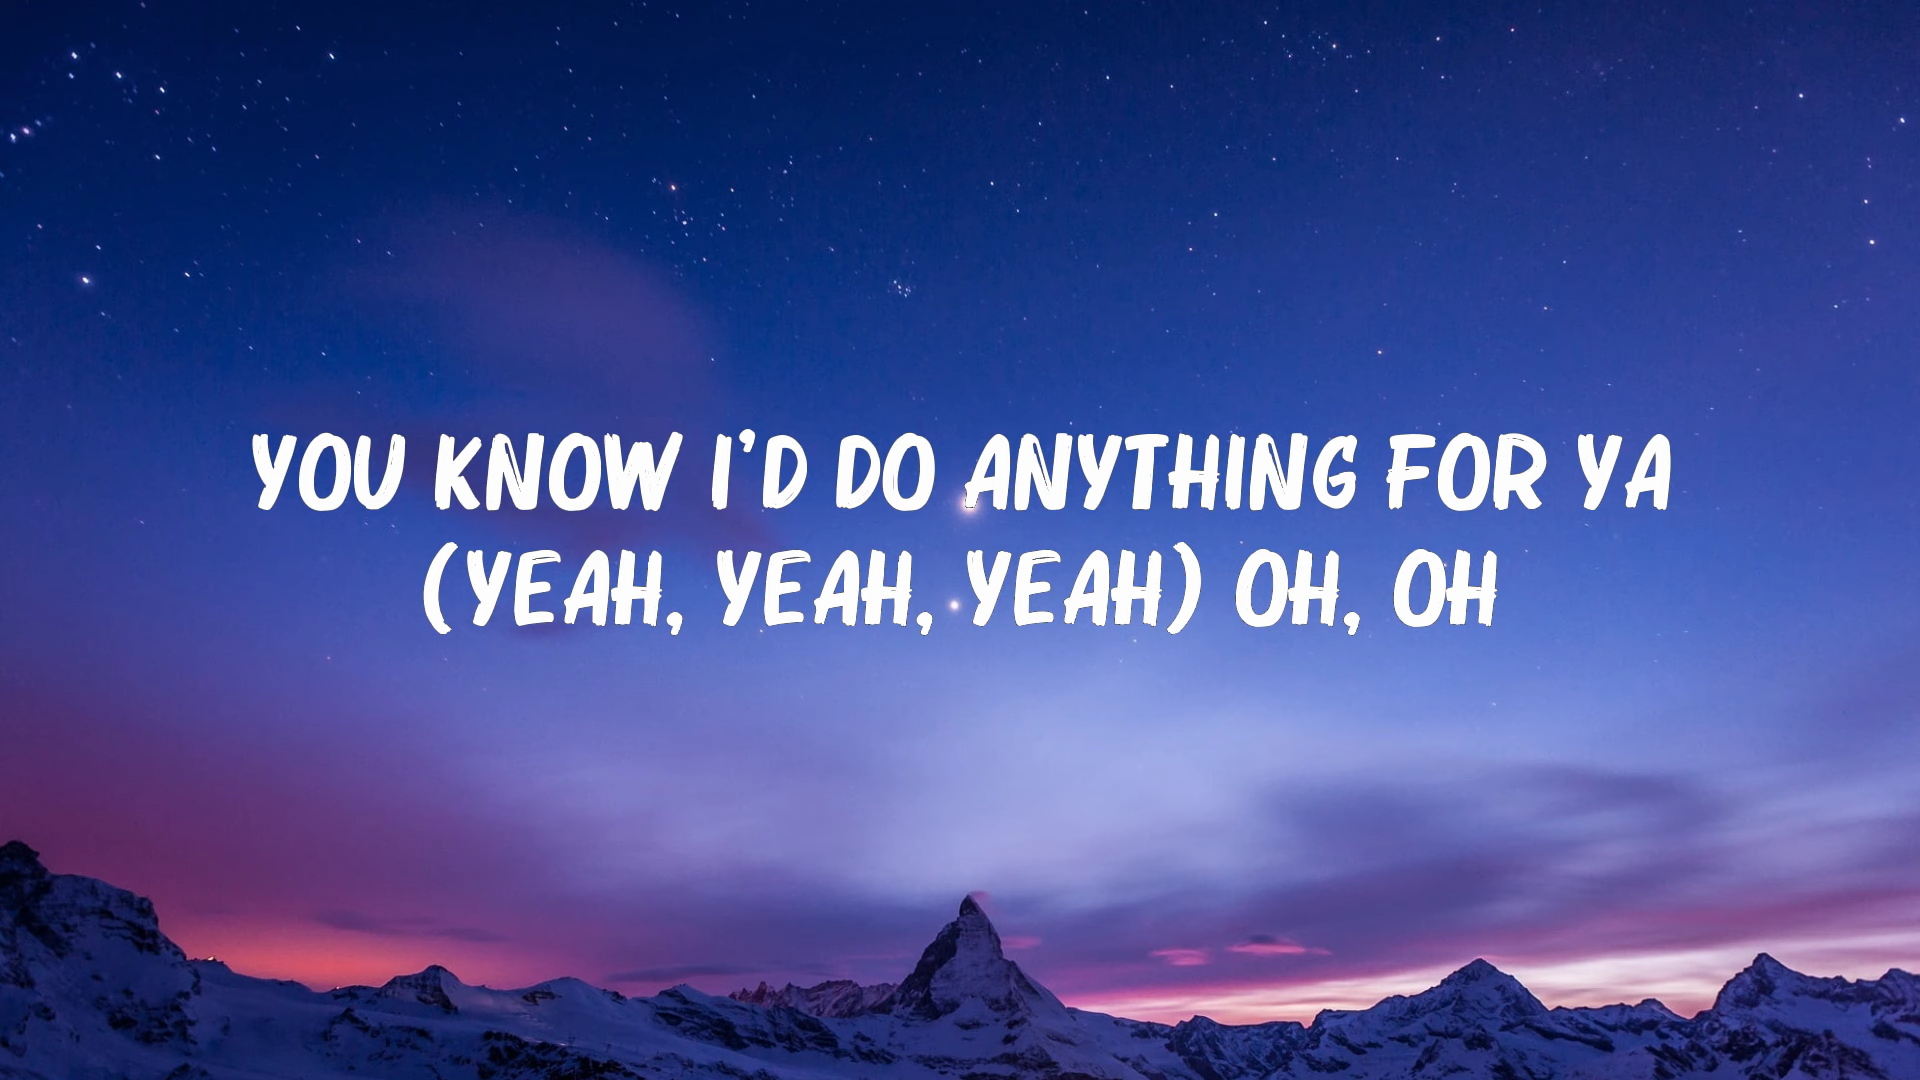 YOU KNOW I'D DO ANYTHING FOR YA
(YEAH, YEAH, YEAH) OH, OH